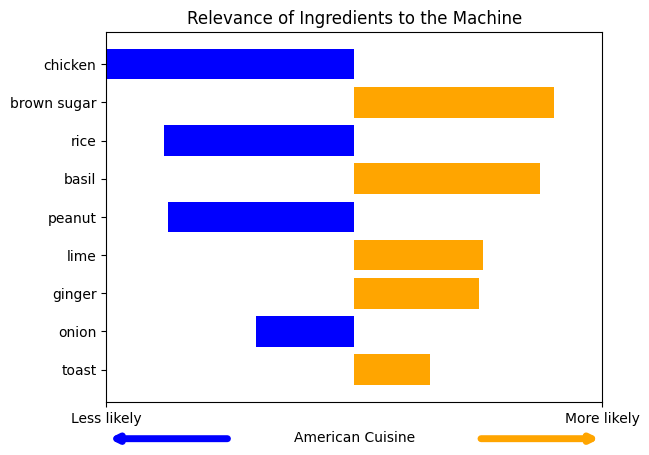 Relevance of Ingredients to the Machine
chicken
brown sugar
rice
basil
peanut
lime
ginger
onion
toast
Less likely
More likely
American Cuisine